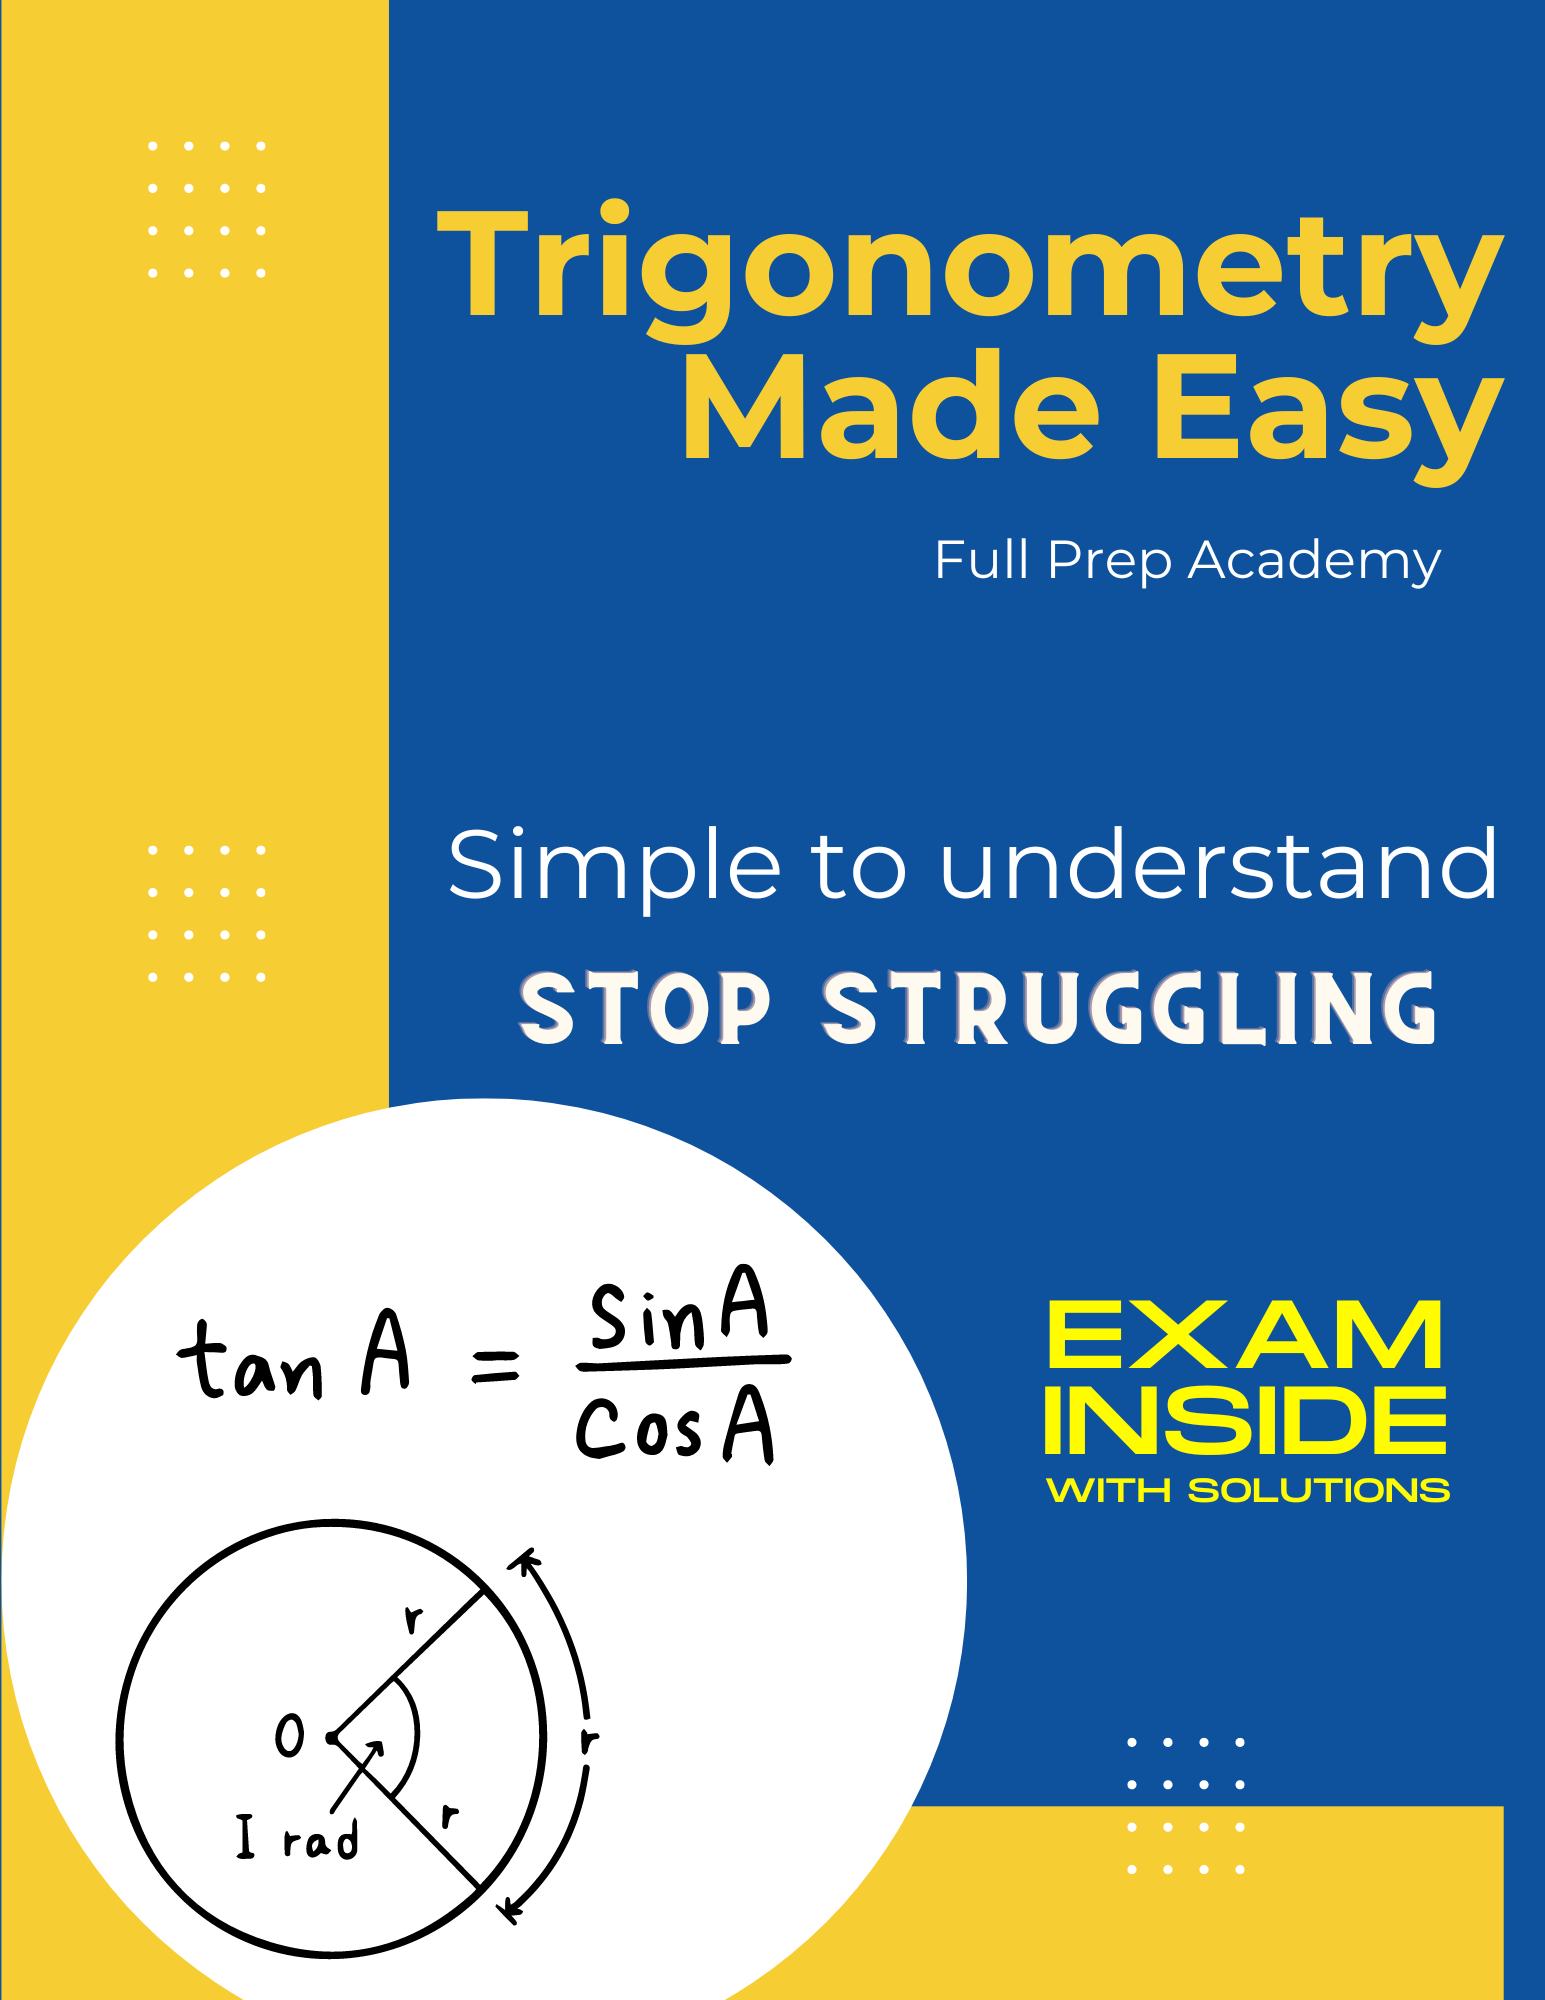 Trigonometry
Made Easy
Full Prep Academy
Simple to understand
STOP STRUGGLING
tan A = sin A / cos A
EXAM
INSIDE
WITH SOLUTIONS
r
O
r
r
I rad